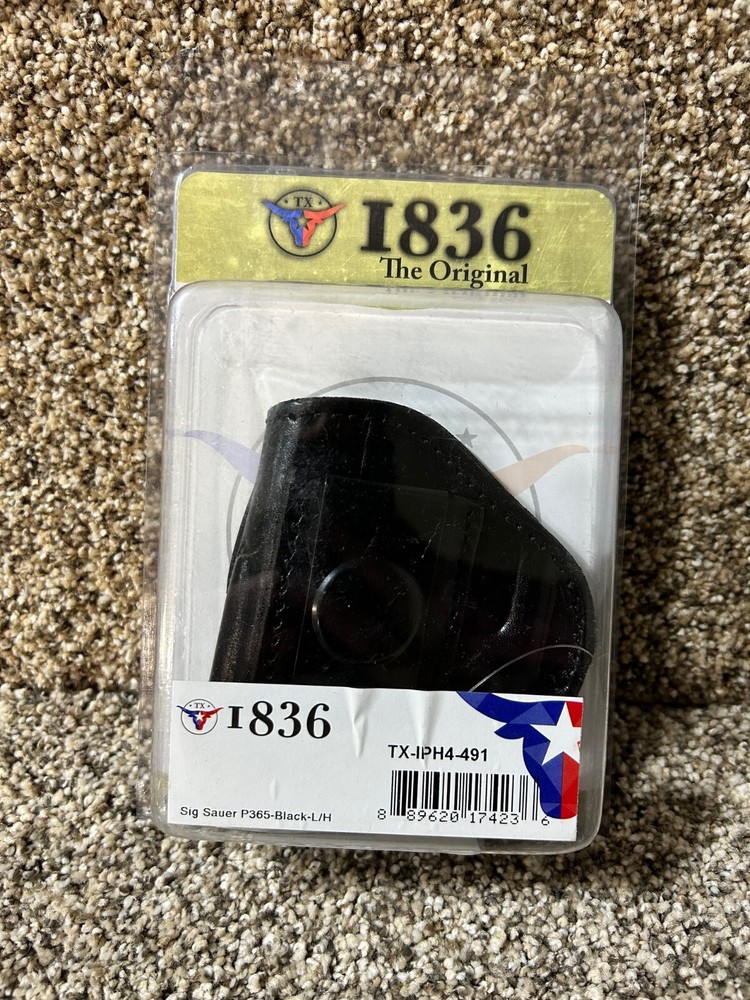 TX
1836
The Original
TX
1836
TX-IPH4-491
Sig Sauer P365-Black-L/H
8 89620 17423 6